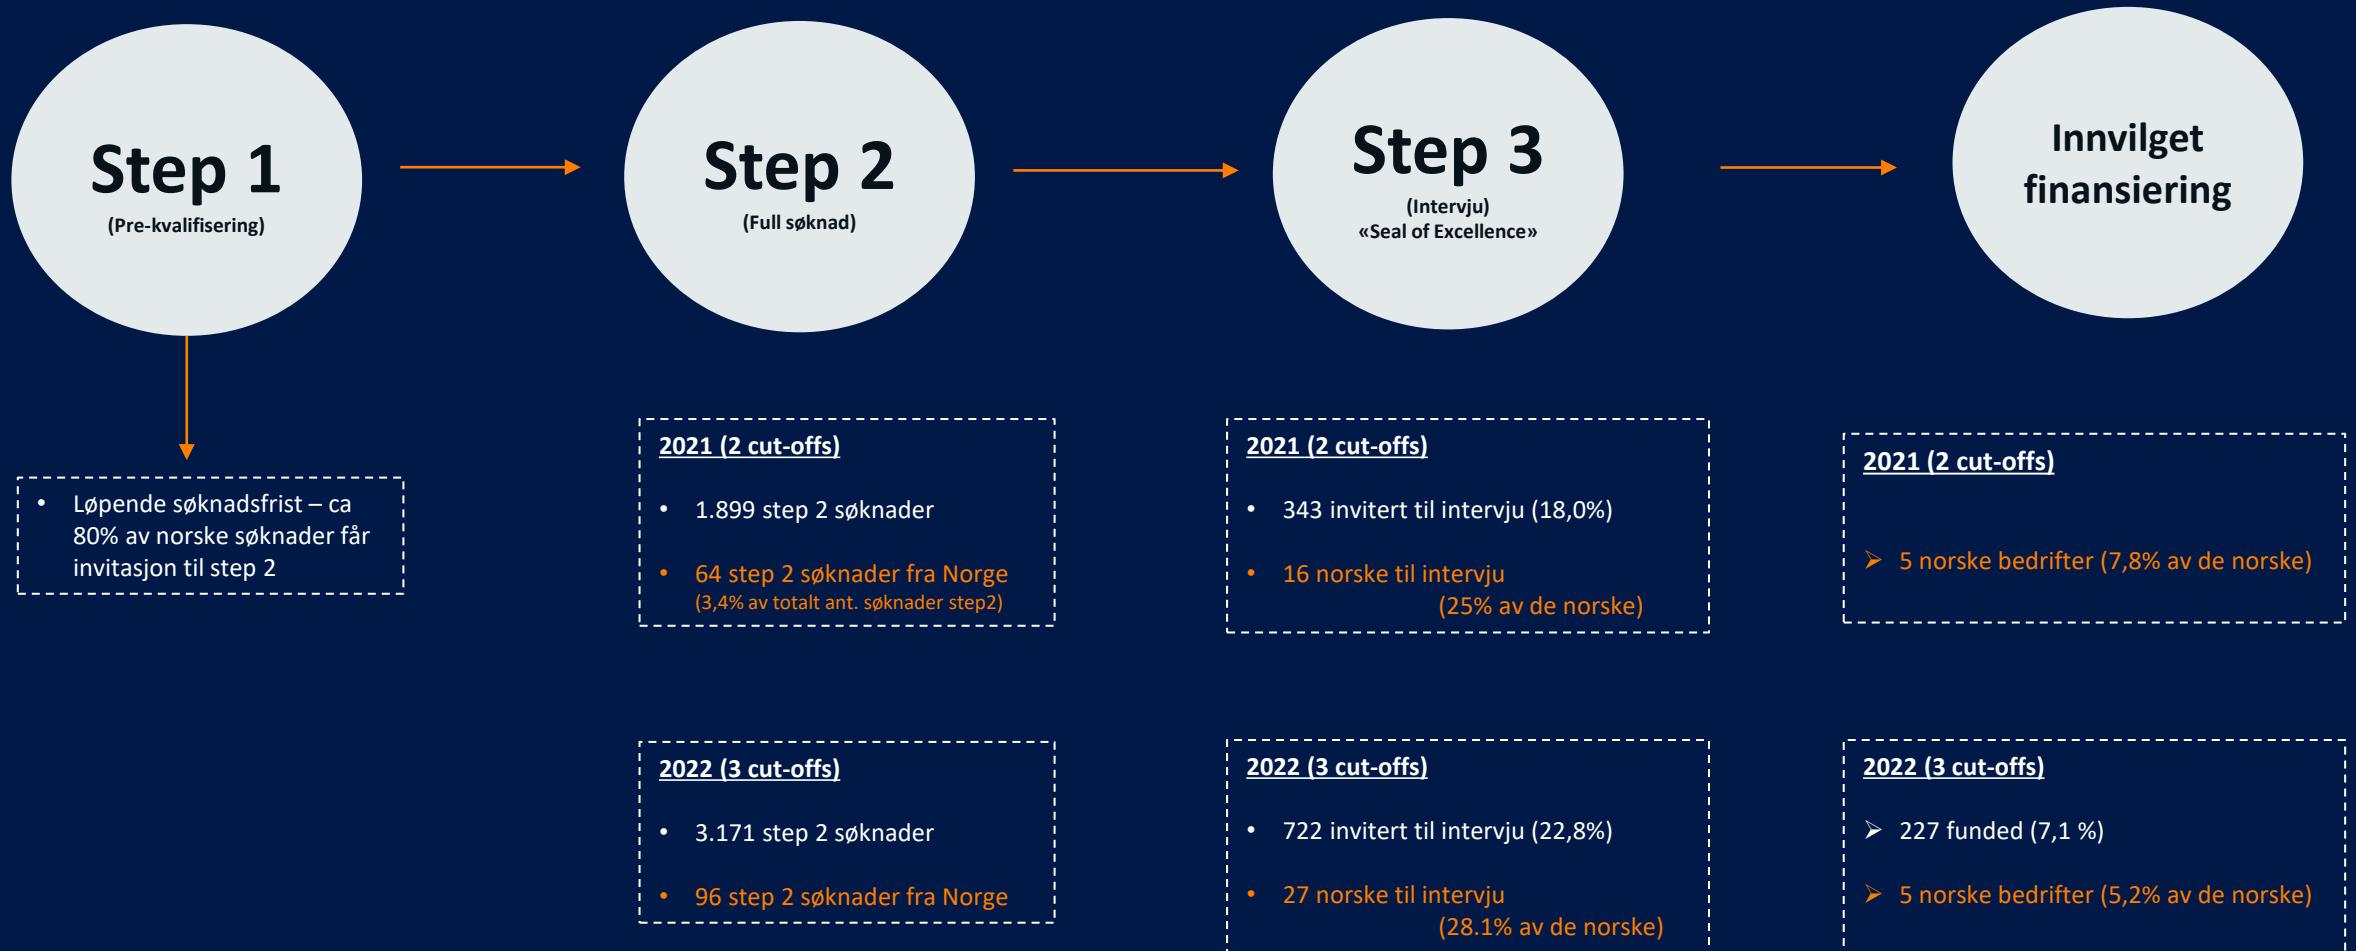 Step 1
(Pre-kvalifisering)
Step 2
(Full søknad)
Step 3
(Intervju)
«Seal of Excellence»
Innvilget
finansiering
• Løpende søknadsfrist – ca
80% av norske søknader får
invitasjon til step 2
2021 (2 cut-offs)
• 1.899 step 2 søknader
• 64 step 2 søknader fra Norge
(3,4% av totalt ant. søknader step2)
2021 (2 cut-offs)
• 343 invitert til intervju (18,0%)
• 16 norske til intervju
(25% av de norske)
2021 (2 cut-offs)
➢ 5 norske bedrifter (7,8% av de norske)
2022 (3 cut-offs)
• 3.171 step 2 søknader
• 96 step 2 søknader fra Norge
2022 (3 cut-offs)
• 722 invitert til intervju (22,8%)
• 27 norske til intervju
(28.1% av de norske)
2022 (3 cut-offs)
➢ 227 funded (7,1 %)
➢ 5 norske bedrifter (5,2% av de norske)